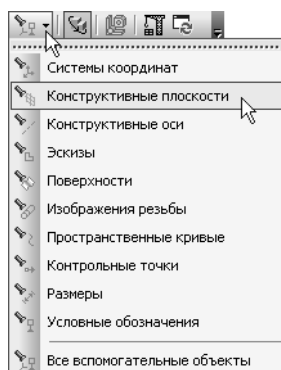 Системы координат
Конструктивные плоскости
Конструктивные оси
Эскизы
Поверхности
Изображения резьбы
Пространственные кривые
Контрольные точки
Размеры
Условные обозначения
Все вспомогательные объекты